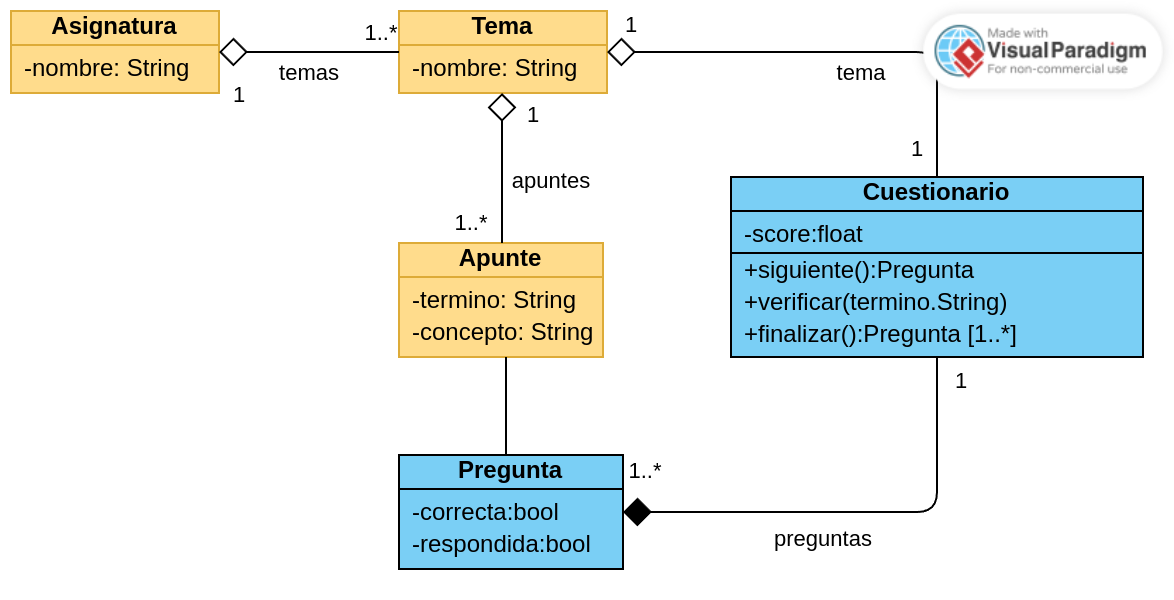 Asignatura
-nombre: String
1
1..*
temas
Tema
-nombre: String
1
tema
Made with
VisualParadigm
For non-commercial use
1
apuntes
1..*
1
Apunte
-termino: String
-concepto: String
Cuestionario
-score:float
+siguiente():Pregunta
+verificar(termino.String)
+finalizar():Pregunta [1..*]
1
Pregunta
-correcta:bool
-respondida:bool
1..*
preguntas